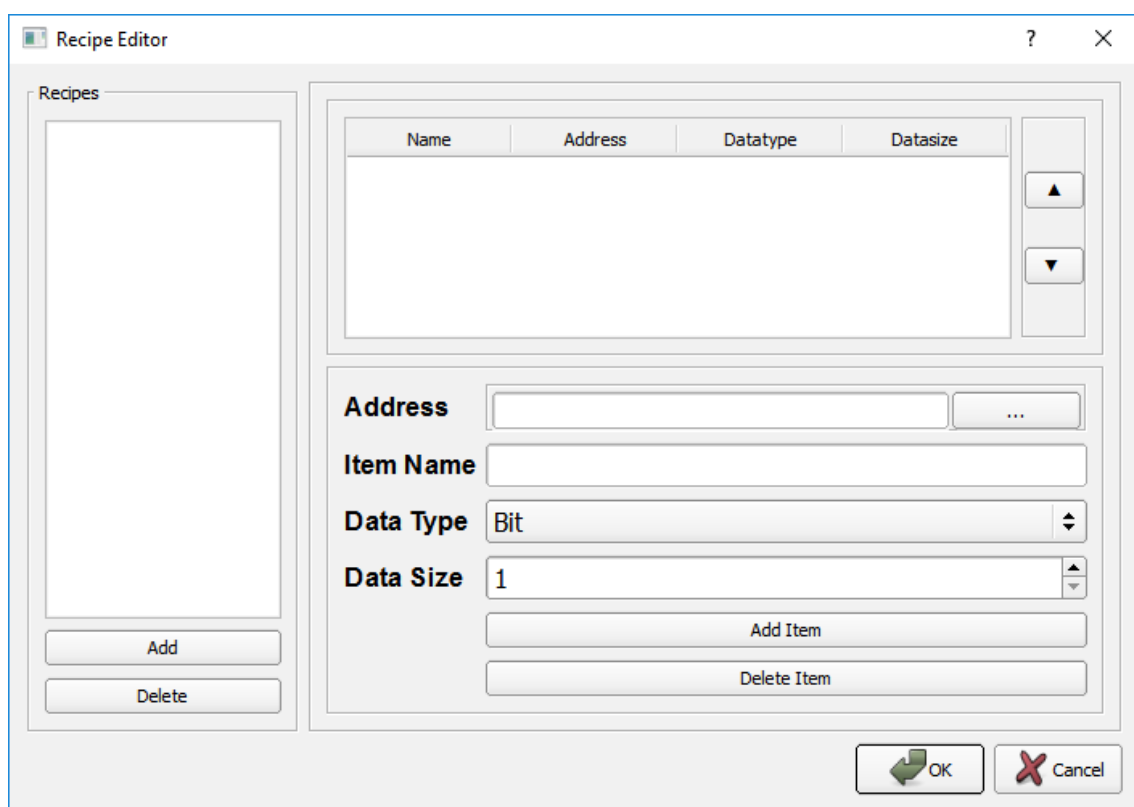 Recipe Editor ?
Recipes
Name Address Datatype Datasize
▲
▼
Address ...
Item Name
Data Type Bit
Data Size 1
Add Item
Delete Item
Add
Delete
OK Cancel